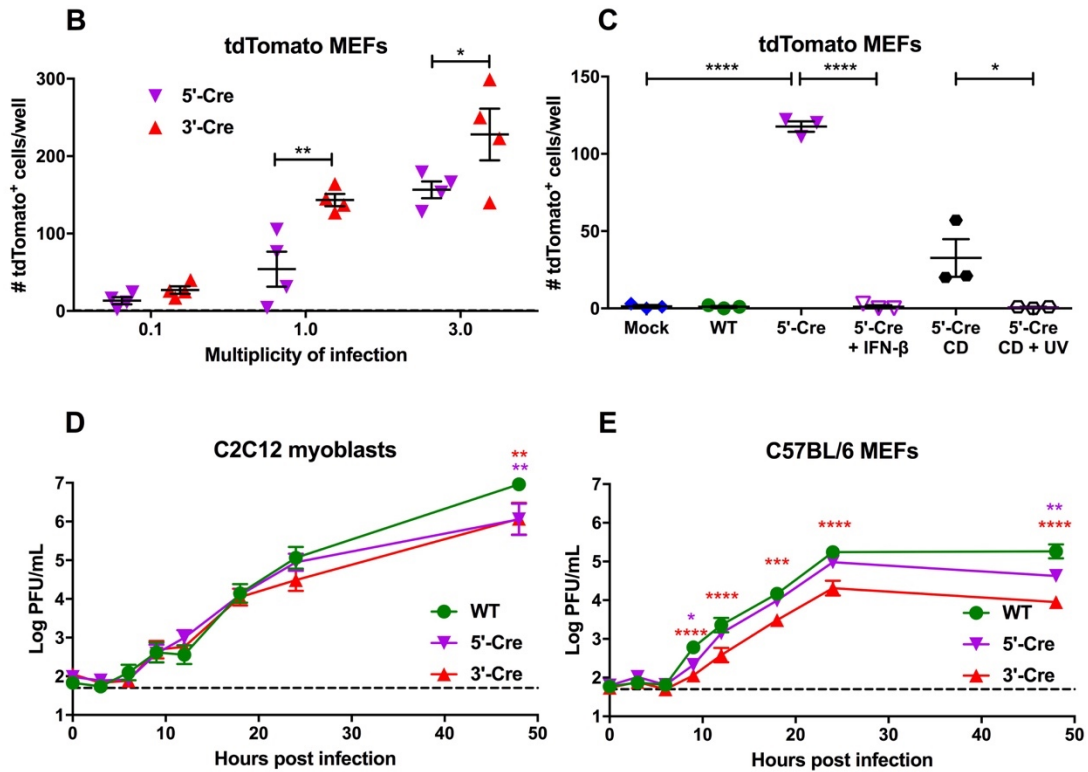 B
tdTomato MEFs
# tdTomato⁺ cells/well
300
200
100
0
5'-Cre
3'-Cre
**
*
0.1
1.0
3.0
Multiplicity of infection
C
tdTomato MEFs
# tdTomato⁺ cells/well
150
100
50
0
****
****
*
Mock
WT
5'-Cre
5'-Cre
+ IFN-β
5'-Cre
CD
5'-Cre
CD + UV
D
C2C12 myoblasts
Log PFU/mL
7
6
5
4
3
2
1
**
**
WT
5'-Cre
3'-Cre
0
10
20
30
40
50
Hours post infection
E
C57BL/6 MEFs
Log PFU/mL
7
6
5
4
3
2
1
*
****
****
***
****
**
****
WT
5'-Cre
3'-Cre
0
10
20
30
40
50
Hours post infection